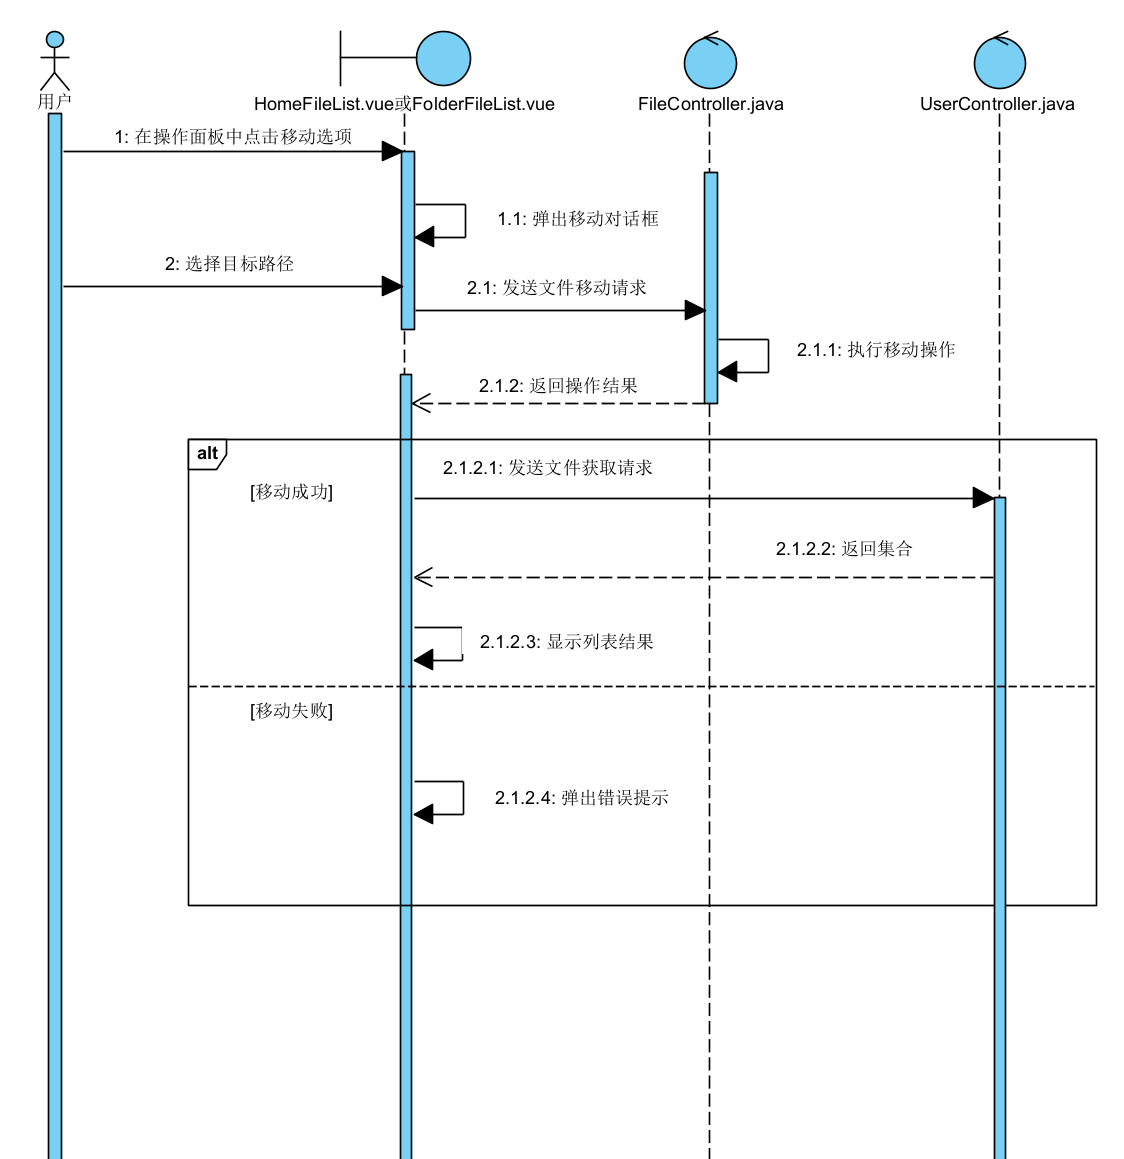 用户
HomeFileList.vue或FolderFileList.vue
FileController.java
UserController.java
1: 在操作面板中点击移动选项
1.1: 弹出移动对话框
2: 选择目标路径
2.1: 发送文件移动请求
2.1.1: 执行移动操作
2.1.2: 返回操作结果
alt
2.1.2.1: 发送文件获取请求
[移动成功]
2.1.2.2: 返回集合
2.1.2.3: 显示列表结果
[移动失败]
2.1.2.4: 弹出错误提示